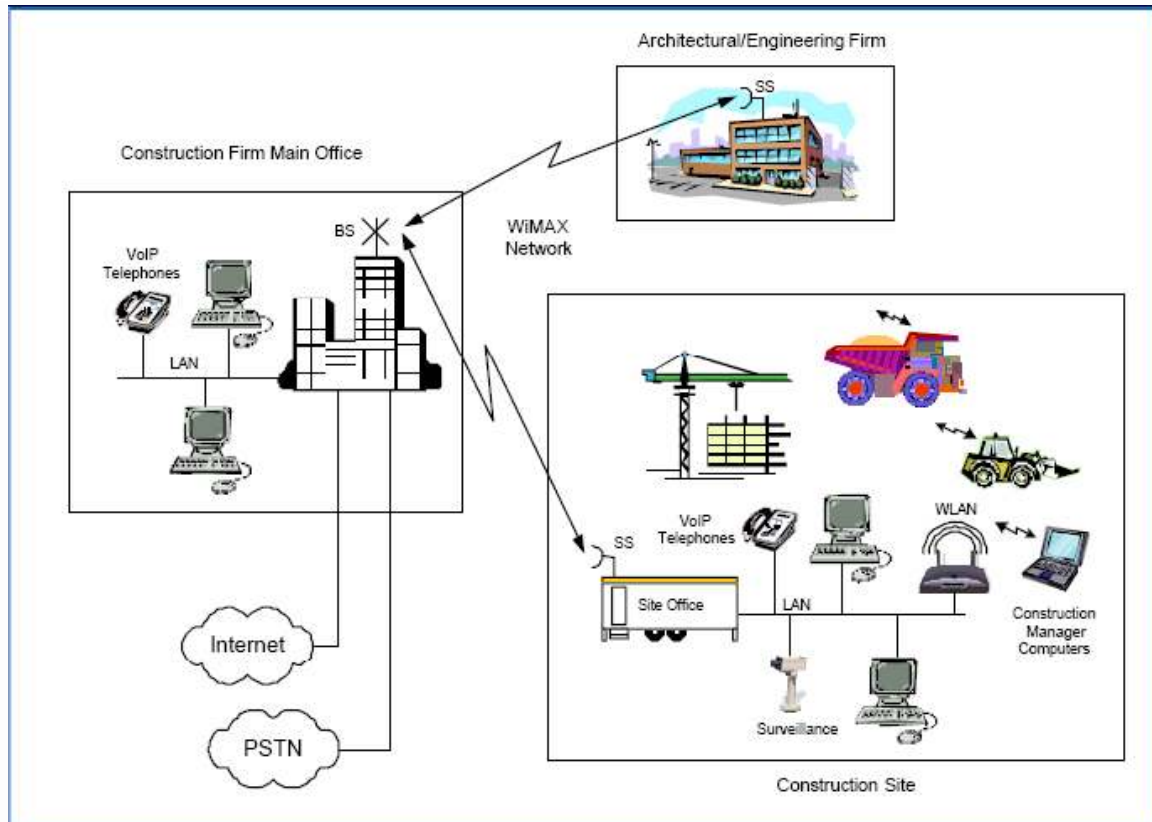 Architectural/Engineering Firm
SS
Construction Firm Main Office
BS
WiMAX
Network
VoIP
Telephones
LAN
SS
Site Office
VoIP
Telephones
LAN
WLAN
Construction
Manager
Computers
Surveillance
Internet
PSTN
Construction Site